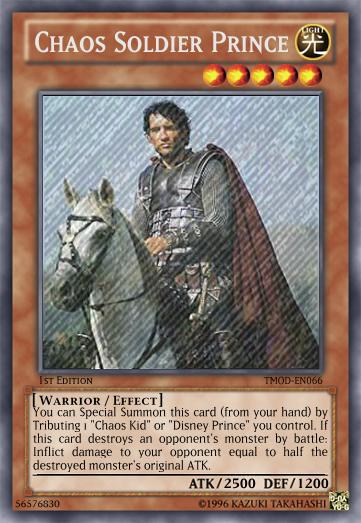 CHAOS SOLDIER PRINCE
LIGHT
光
1ST EDITION
TMOD-EN066
[WARRIOR / EFFECT]
You can Special Summon this card (from your hand) by
Tributing 1 "Chaos Kid" or "Disney Prince" you control. If
this card destroys an opponent's monster by battle:
Inflict damage to your opponent equal to half the
destroyed monster's original ATK.
ATK/2500 DEF/1200
56576830
©1996 KAZUKI TAKAHASHI